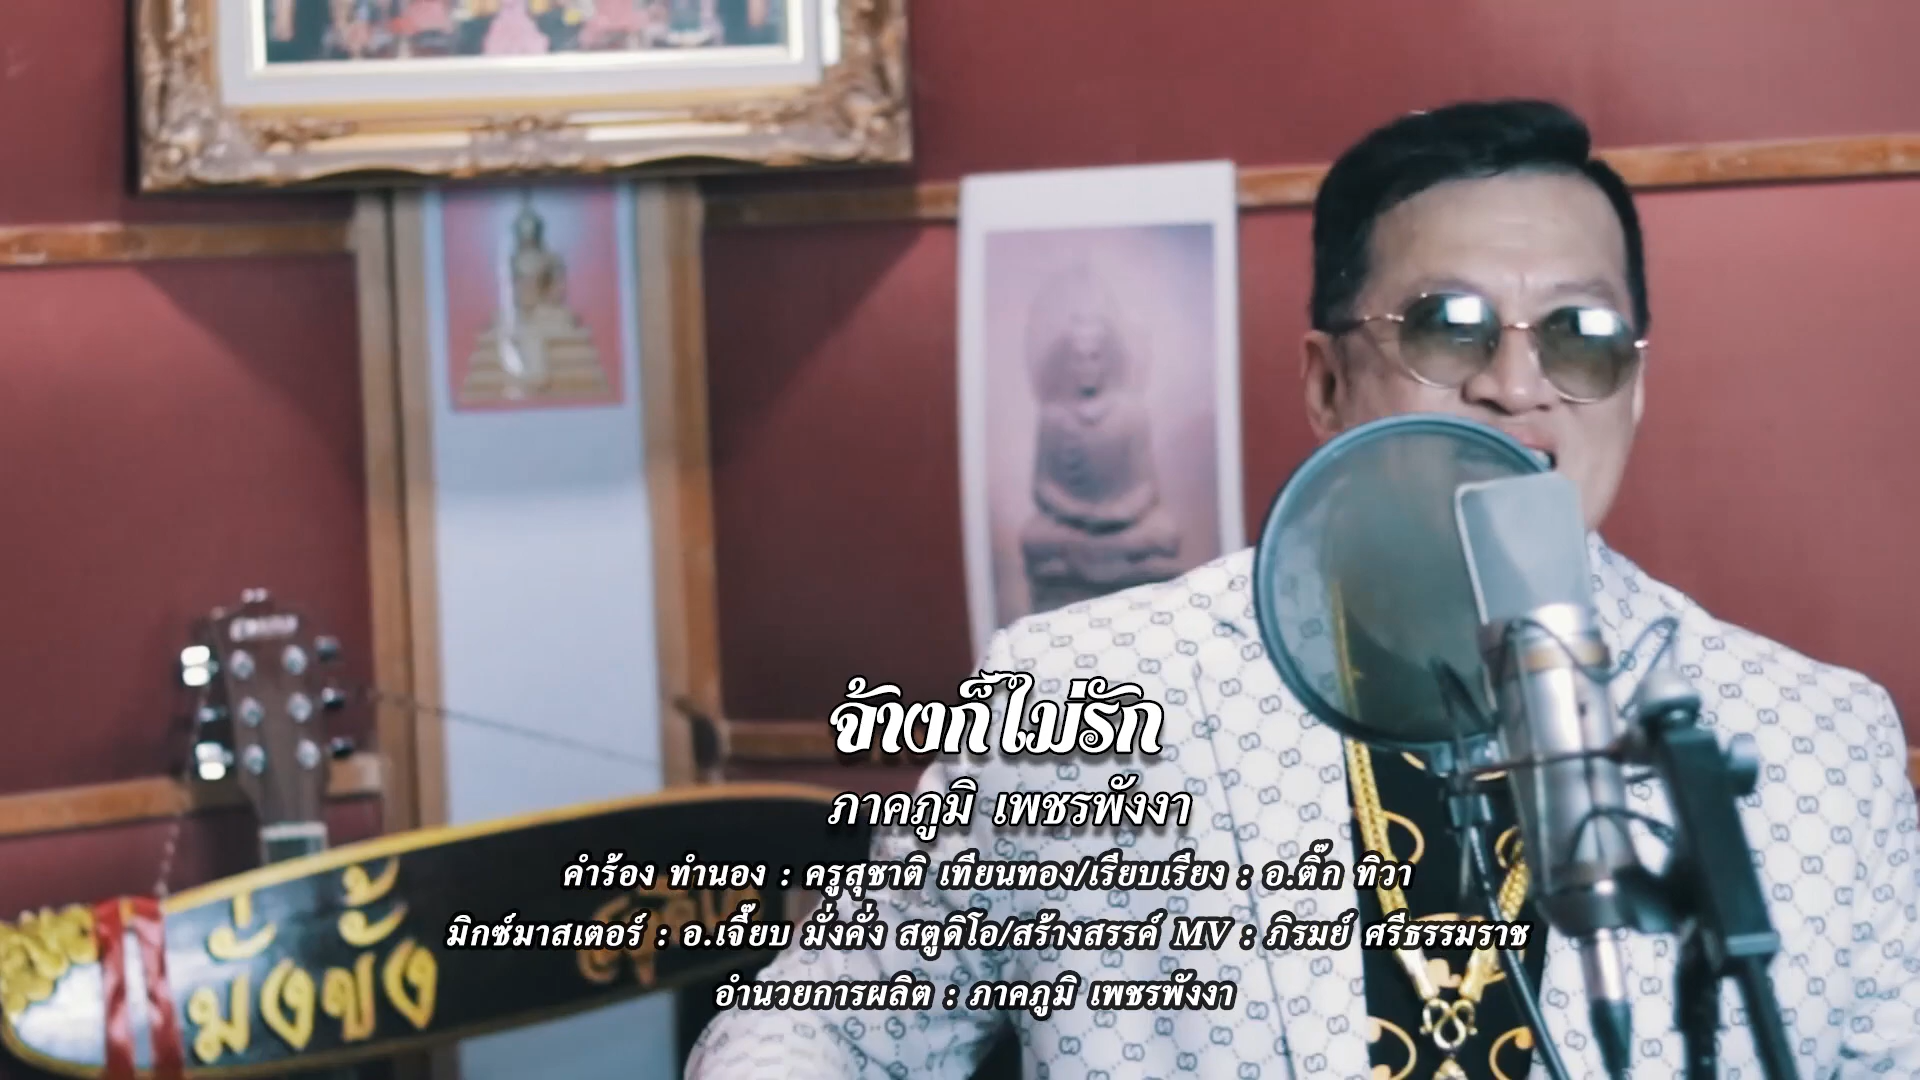 จ้างก็ไม่รัก
ภาคภูมิ เพชรพังงา
คำร้อง ทำนอง : ครูสุชาติ เทียนทอง/เรียบเรียง : อ.ติ๊ก ทิวา
มิกซ์มาสเตอร์ : อ.เจี๊ยบ มั่งคั่ง สตูดิโอ/สร้างสรรค์ MV : ภิรมย์ ศรีธรรมราช
อำนวยการผลิต : ภาคภูมิ เพชรพังงา